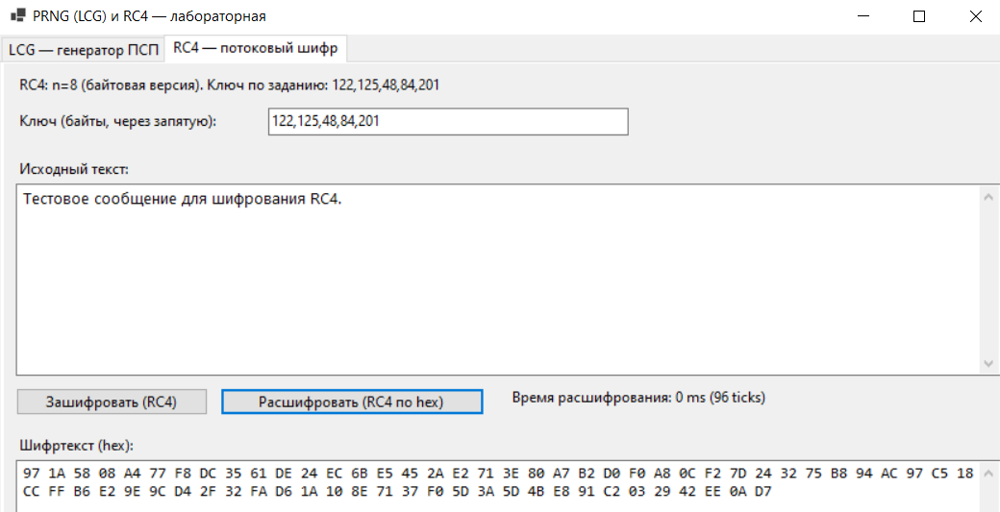 PRNG (LCG) и RC4 — лабораторная
LCG — генератор ПСП
RC4 — потоковый шифр
RC4: n=8 (байтовая версия). Ключ по заданию: 122,125,48,84,201
Ключ (байты, через запятую):
122,125,48,84,201
Исходный текст:
Тестовое сообщение для шифрования RC4.
Зашифровать (RC4)
Расшифровать (RC4 по hex)
Время расшифрования: 0 ms (96 ticks)
Шифртекст (hex):
97 1A 58 08 A4 77 F8 DC 35 61 DE 24 EC 6B E5 45 2A E2 71 3E 80 A7 B2 D0 F0 A8 0C F2 7D 24 32 75 B8 94 AC 97 C5 18
CC FF B6 E2 9E 9C D4 2F 32 FA D6 1A 10 8E 71 37 F0 5D 3A 5D 4B E8 91 C2 03 29 42 EE 0A D7